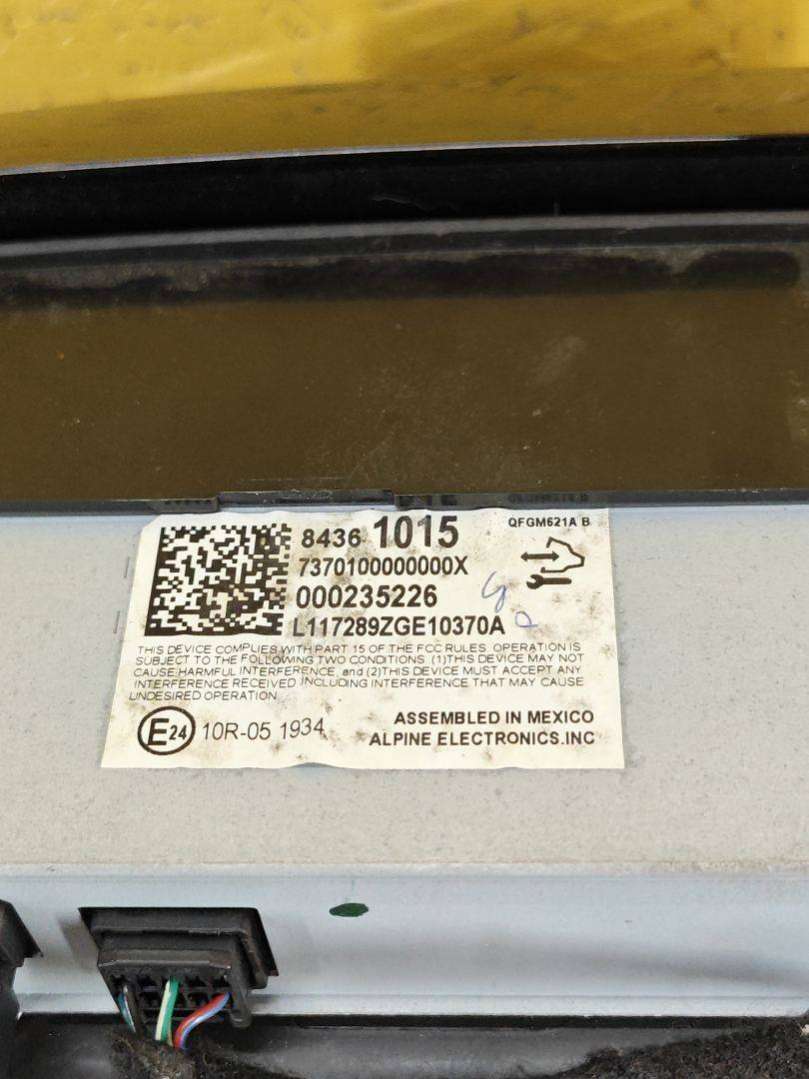 QFGM621A B
8436 1015
7370100000000X
000235226
L117289ZGE10370A
THIS DEVICE COMPLIES WITH PART 15 OF THE FCC RULES. OPERATION IS
SUBJECT TO THE FOLLOWING TWO CONDITIONS (1)THIS DEVICE MAY NOT
CAUSE HARMFUL INTERFERENCE, and (2)THIS DEVICE MUST ACCEPT ANY
INTERFERENCE RECEIVED INCLUDING INTERFERENCE THAT MAY CAUSE
UNDESIRED OPERATION
E24 10R-05 1934
ASSEMBLED IN MEXICO
ALPINE ELECTRONICS.INC